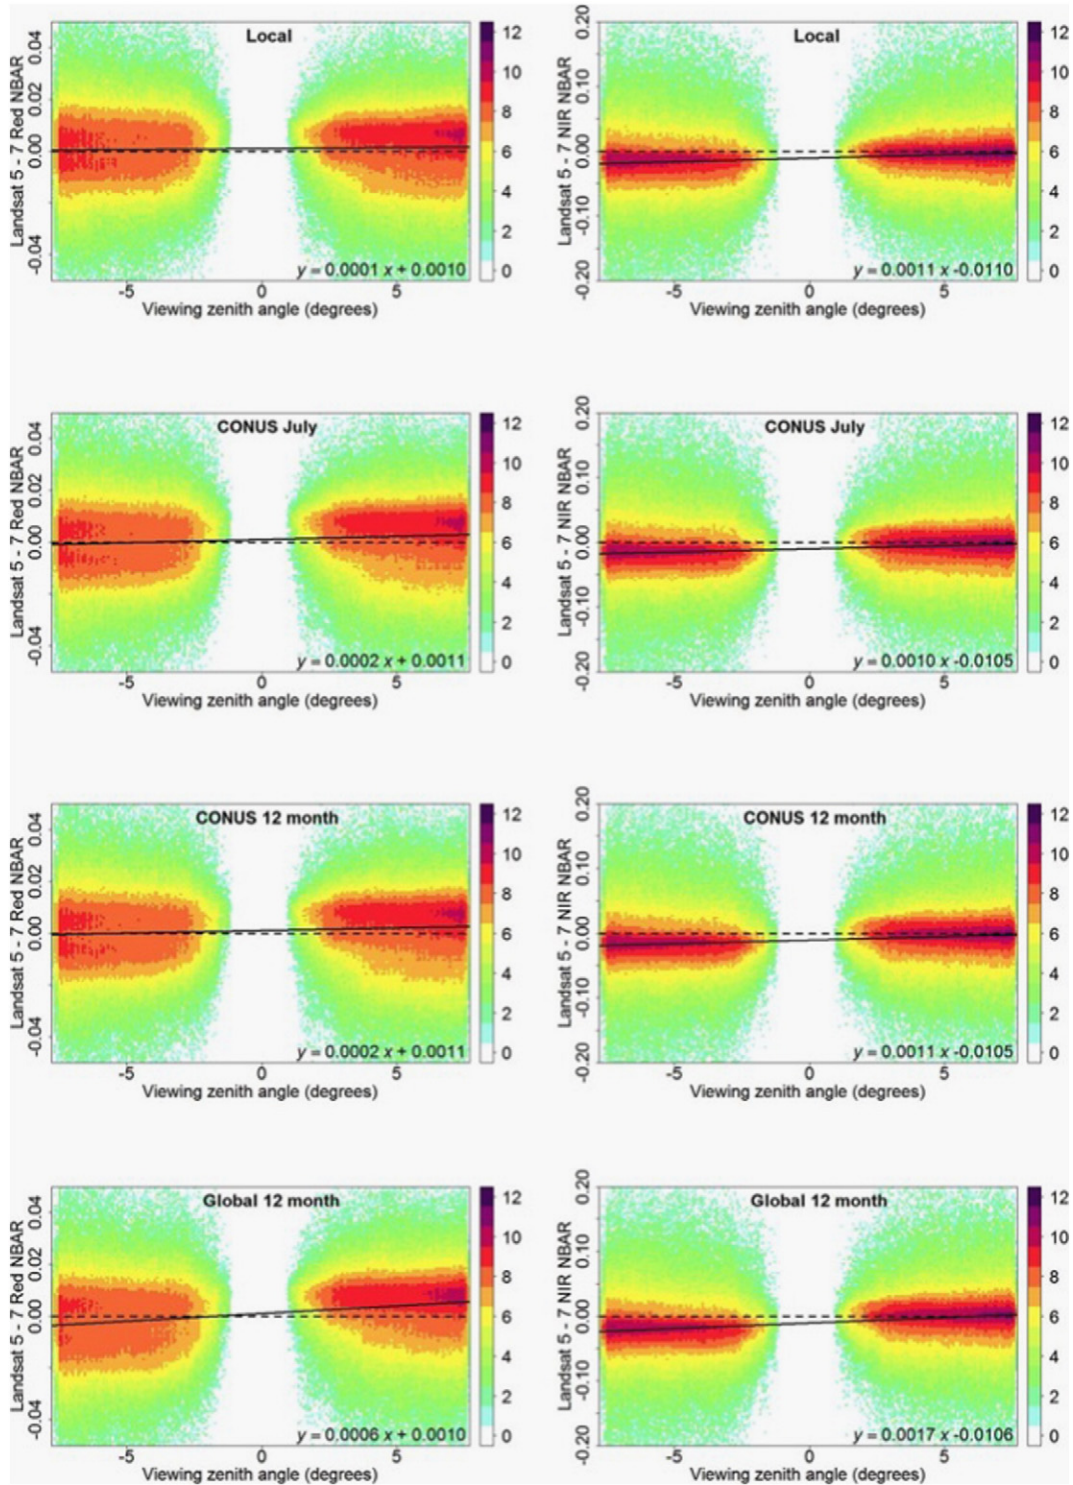 Local
Landsat 5 - 7 Red NBAR
0.04
0.02
0.00
-0.04
y = 0.0001 x + 0.0010
-5 0 5
Viewing zenith angle (degrees)
12
10
8
6
4
2
0
Local
Landsat 5 - 7 NIR NBAR
0.20
0.10
0.00
-0.10
-0.20
y = 0.0011 x -0.0110
-5 0 5
Viewing zenith angle (degrees)
12
10
8
6
4
2
0
CONUS July
Landsat 5 - 7 Red NBAR
0.04
0.02
0.00
-0.04
y = 0.0002 x + 0.0011
-5 0 5
Viewing zenith angle (degrees)
12
10
8
6
4
2
0
CONUS July
Landsat 5 - 7 NIR NBAR
0.20
0.10
0.00
-0.10
-0.20
y = 0.0010 x -0.0105
-5 0 5
Viewing zenith angle (degrees)
12
10
8
6
4
2
0
CONUS 12 month
Landsat 5 - 7 Red NBAR
0.04
0.02
0.00
-0.04
y = 0.0002 x + 0.0011
-5 0 5
Viewing zenith angle (degrees)
12
10
8
6
4
2
0
CONUS 12 month
Landsat 5 - 7 NIR NBAR
0.20
0.10
0.00
-0.10
-0.20
y = 0.0011 x -0.0105
-5 0 5
Viewing zenith angle (degrees)
12
10
8
6
4
2
0
Global 12 month
Landsat 5 - 7 Red NBAR
0.04
0.02
0.00
-0.04
y = 0.0006 x + 0.0010
-5 0 5
Viewing zenith angle (degrees)
12
10
8
6
4
2
0
Global 12 month
Landsat 5 - 7 NIR NBAR
0.20
0.10
0.00
-0.10
-0.20
y = 0.0017 x -0.0106
-5 0 5
Viewing zenith angle (degrees)
12
10
8
6
4
2
0